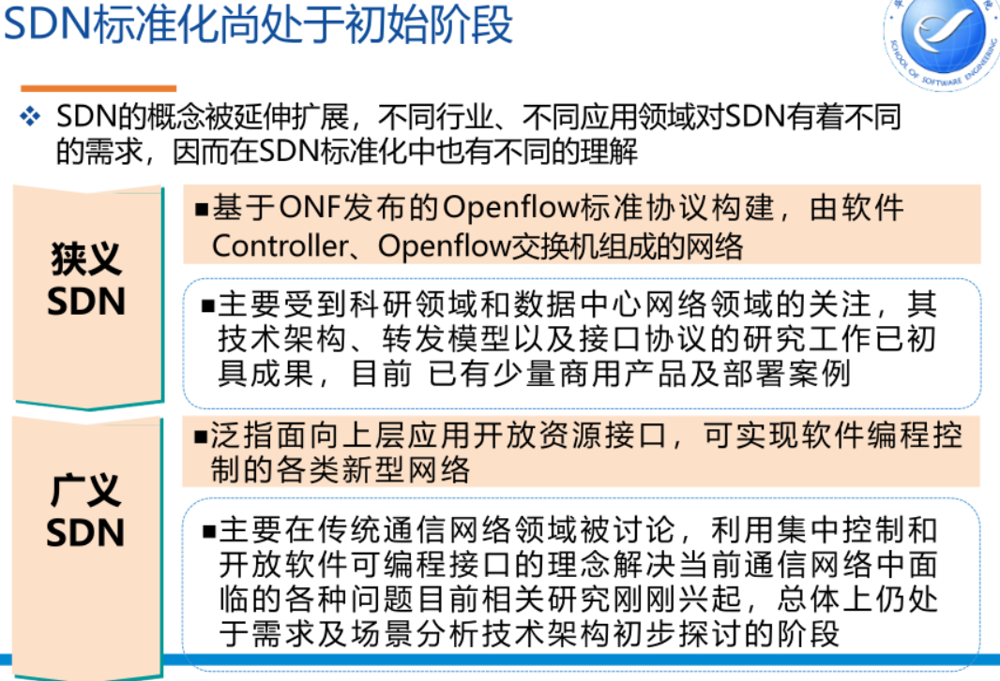 SDN标准化尚处于初始阶段
SCHOOL OF SOFTWARE ENGINEERING
SDN的概念被延伸扩展，不同行业、不同应用领域对SDN有着不同
的需求，因而在SDN标准化中也有不同的理解
狭义
SDN
■基于ONF发布的Openflow标准协议构建，由软件
Controller、Openflow交换机组成的网络
■主要受到科研领域和数据中心网络领域的关注，其
技术架构、转发模型以及接口协议的研究工作已初
具成果，目前 已有少量商用产品及部署案例
广义
SDN
■泛指面向上层应用开放资源接口，可实现软件编程控
制的各类新型网络
■主要在传统通信网络领域被讨论，利用集中控制和
开放软件可编程接口的理念解决当前通信网络中面
临的各种问题目前相关研究刚刚兴起，总体上仍处
于需求及场景分析技术架构初步探讨的阶段